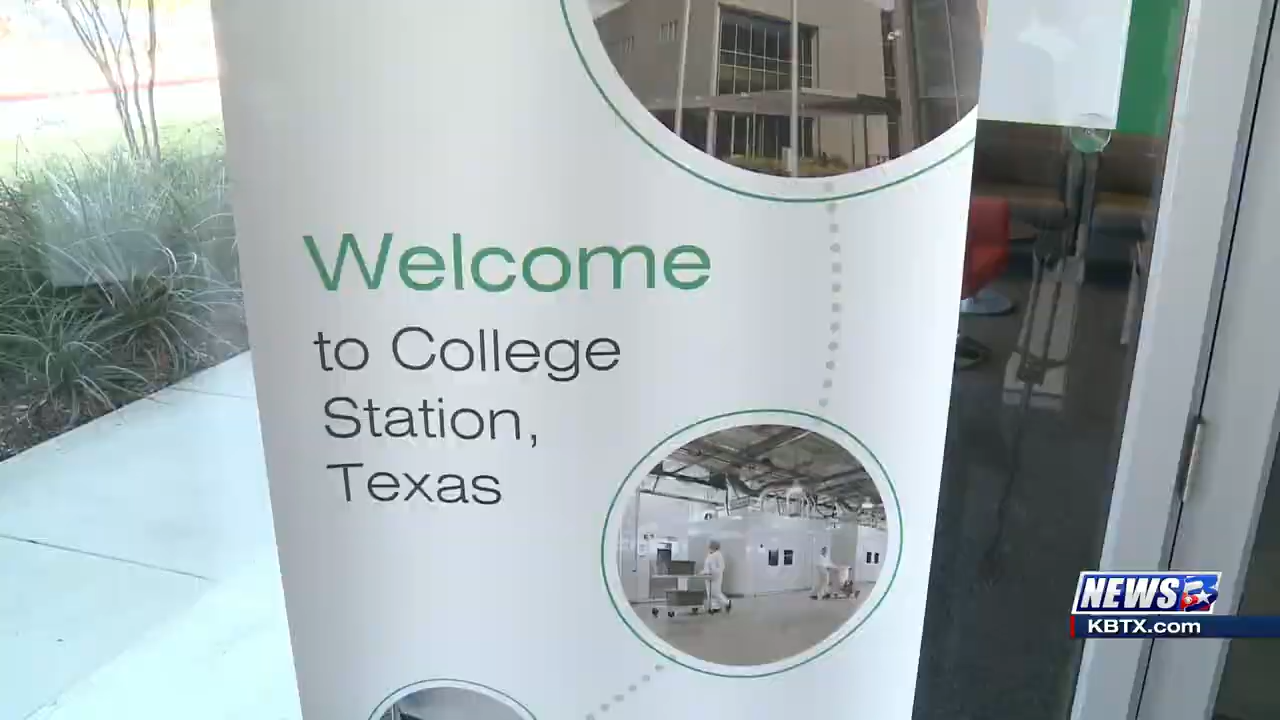 Welcome
to College
Station,
Texas
NEWS 3
KBTX.com